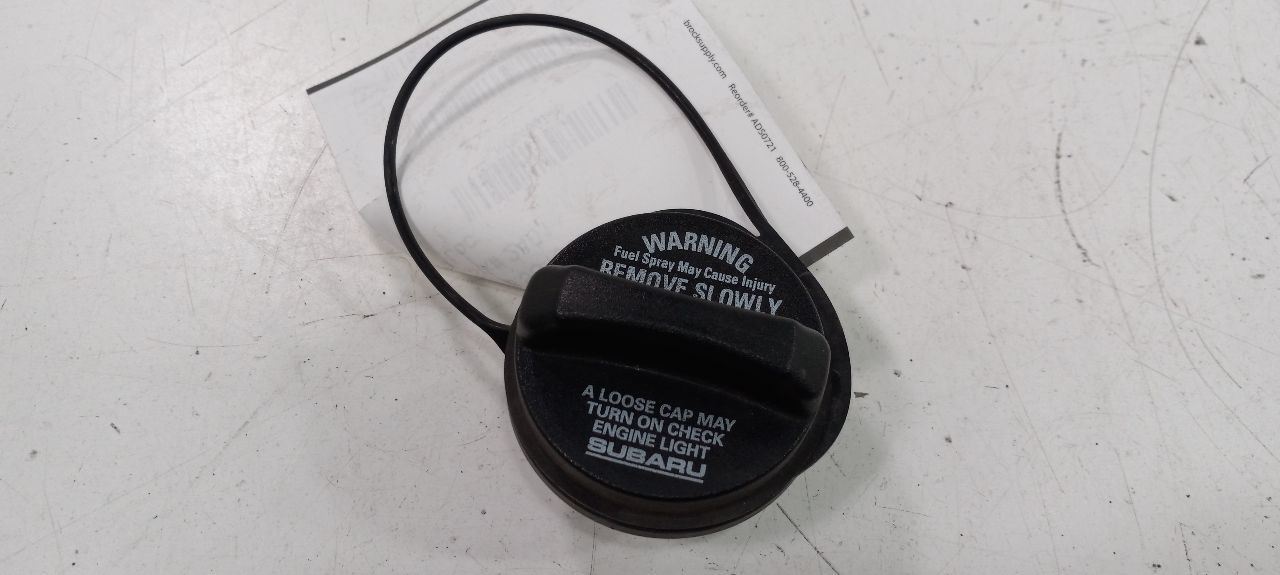 brocksupply.com Reorder# ADS0721 800-528-4400
WARNING
Fuel Spray May Cause Injury
REMOVE SLOWLY
A LOOSE CAP MAY
TURN ON CHECK
ENGINE LIGHT
SUBARU